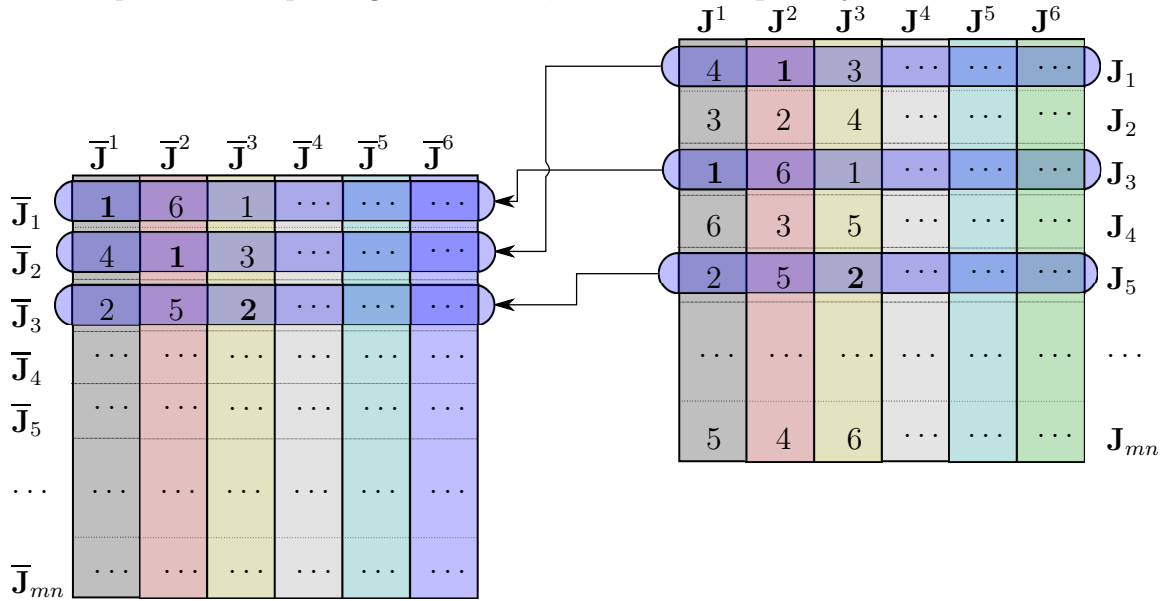 J¹ J² J³ J⁴ J⁵ J⁶
4 **1** 3 ··· ··· ··· J₁
3 2 4 ··· ··· ··· J₂
**1** 6 1 ··· ··· ··· J₃
6 3 5 ··· ··· ··· J₄
2 5 **2** ··· ··· ··· J₅
··· ··· ··· ··· ··· ··· ···
5 4 6 ··· ··· ··· Jₘₙ
J̅¹ J̅² J̅³ J̅⁴ J̅⁵ J̅⁶
J̅₁ **1** 6 1 ··· ··· ···
J̅₂ 4 **1** 3 ··· ··· ···
J̅₃ 2 5 **2** ··· ··· ···
J̅₄ ··· ··· ··· ··· ··· ···
J̅₅ ··· ··· ··· ··· ··· ···
··· ··· ··· ··· ··· ··· ···
J̅ₘₙ ··· ··· ··· ··· ··· ···